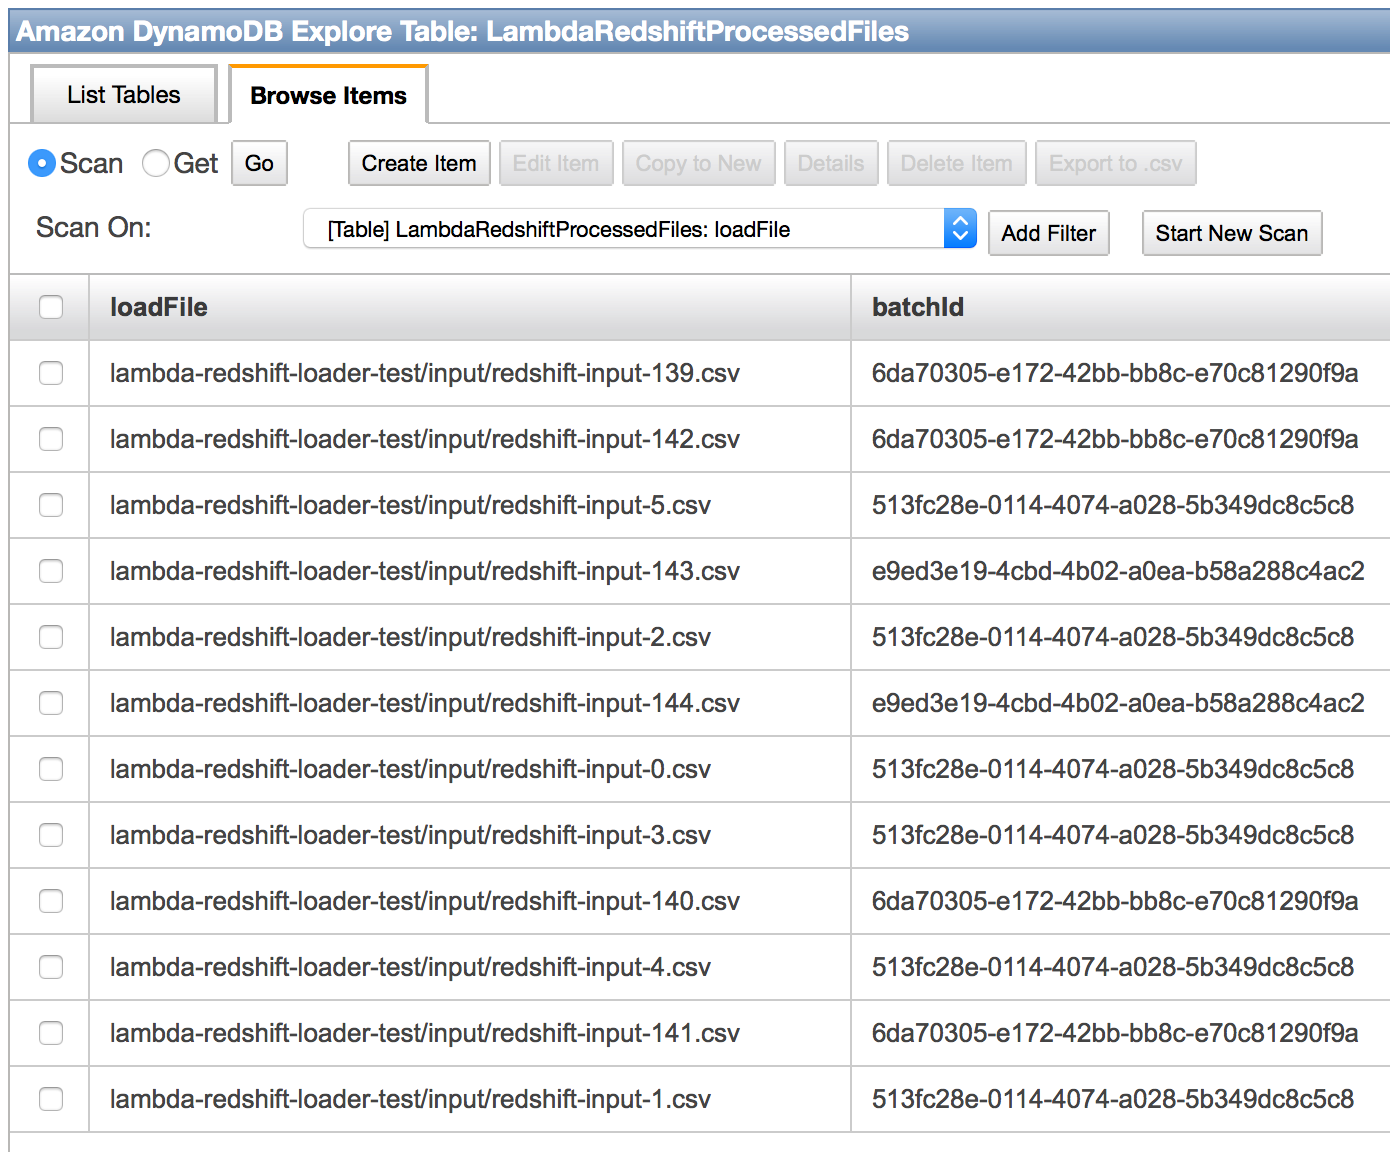 Amazon DynamoDB Explore Table: LambdaRedshiftProcessedFiles
List Tables Browse Items
Scan Get Go Create Item Edit Item Copy to New Details Delete Item Export to .csv
Scan On: [Table] LambdaRedshiftProcessedFiles: loadFile Add Filter Start New Scan
loadFile batchId
lambda-redshift-loader-test/input/redshift-input-139.csv 6da70305-e172-42bb-bb8c-e70c81290f9a
lambda-redshift-loader-test/input/redshift-input-142.csv 6da70305-e172-42bb-bb8c-e70c81290f9a
lambda-redshift-loader-test/input/redshift-input-5.csv 513fc28e-0114-4074-a028-5b349dc8c5c8
lambda-redshift-loader-test/input/redshift-input-143.csv e9ed3e19-4cbd-4b02-a0ea-b58a288c4ac2
lambda-redshift-loader-test/input/redshift-input-2.csv 513fc28e-0114-4074-a028-5b349dc8c5c8
lambda-redshift-loader-test/input/redshift-input-144.csv e9ed3e19-4cbd-4b02-a0ea-b58a288c4ac2
lambda-redshift-loader-test/input/redshift-input-0.csv 513fc28e-0114-4074-a028-5b349dc8c5c8
lambda-redshift-loader-test/input/redshift-input-3.csv 513fc28e-0114-4074-a028-5b349dc8c5c8
lambda-redshift-loader-test/input/redshift-input-140.csv 6da70305-e172-42bb-bb8c-e70c81290f9a
lambda-redshift-loader-test/input/redshift-input-4.csv 513fc28e-0114-4074-a028-5b349dc8c5c8
lambda-redshift-loader-test/input/redshift-input-141.csv 6da70305-e172-42bb-bb8c-e70c81290f9a
lambda-redshift-loader-test/input/redshift-input-1.csv 513fc28e-0114-4074-a028-5b349dc8c5c8